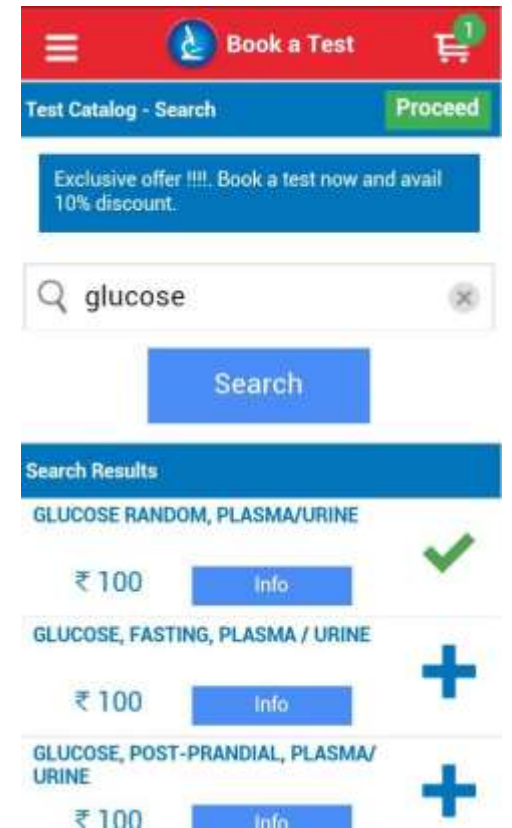 Book a Test
1
Test Catalog - Search
Proceed
Exclusive offer !!!!. Book a test now and avail
10% discount.
glucose
Search
Search Results
GLUCOSE RANDOM, PLASMA/URINE
₹ 100
Info
GLUCOSE, FASTING, PLASMA / URINE
₹ 100
Info
GLUCOSE, POST-PRANDIAL, PLASMA/
URINE
₹ 100
Info